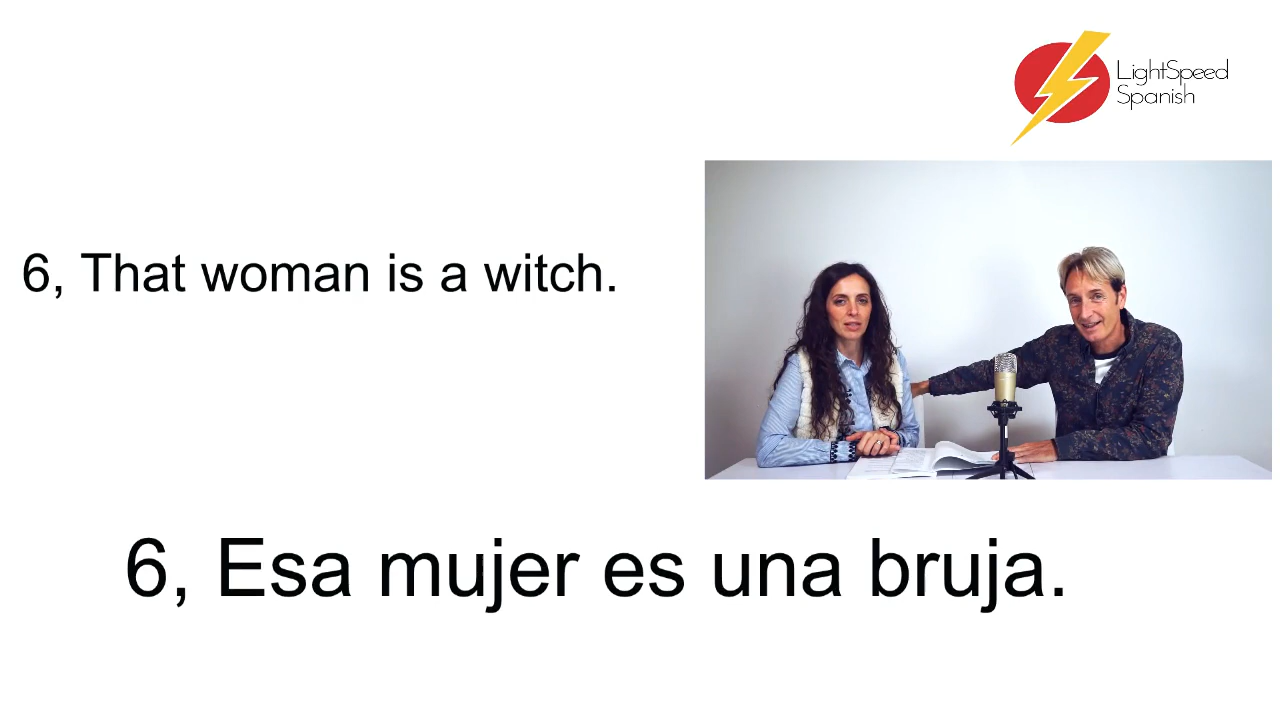 LightSpeed
Spanish
6, That woman is a witch.
6, Esa mujer es una bruja.